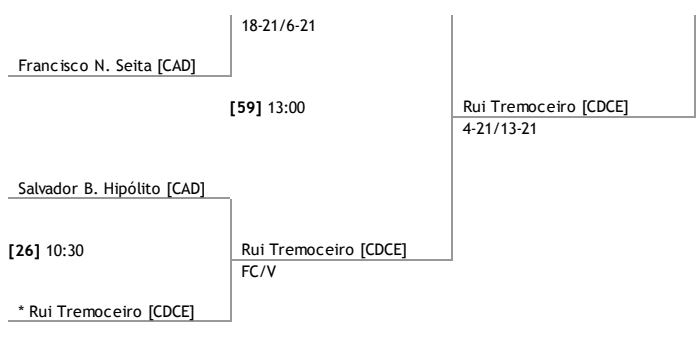 18-21/6-21
Francisco N. Seita [CAD]
[59] 13:00
Rui Tremoceiro [CDCE]
4-21/13-21
Salvador B. Hipólito [CAD]
[26] 10:30
Rui Tremoceiro [CDCE]
FC/V
* Rui Tremoceiro [CDCE]